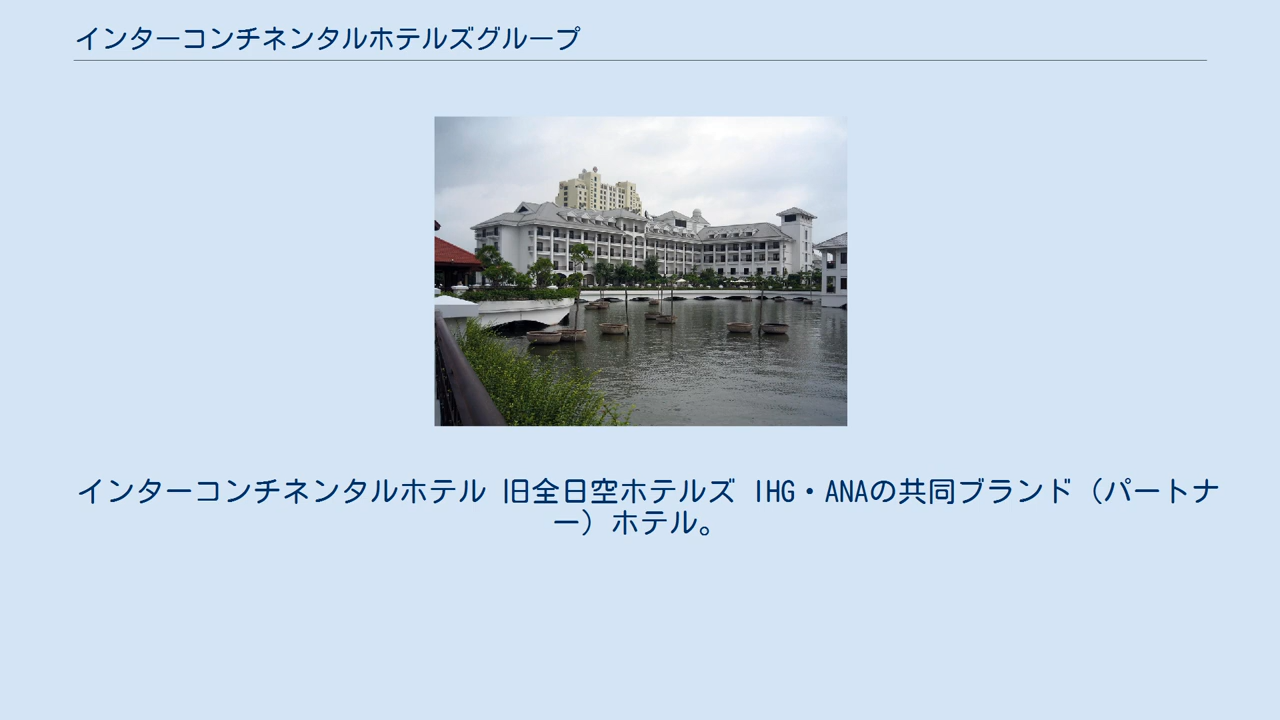 インターコンチネンタルホテルズグループ
インターコンチネンタルホテル 旧全日空ホテルズ IHG・ANAの共同ブランド（パートナ
ー）ホテル。